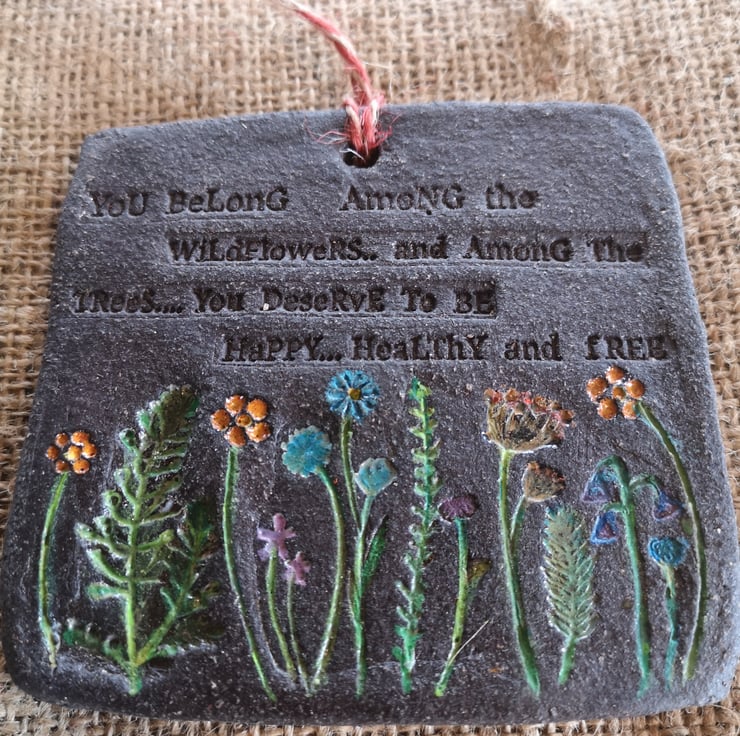 YoU BeLonG AmoNG the
WiLdFloweRS.. and AmonG The
TReeS.... You DeseRvE To BE
HaPPY... HeaLThY and fREE